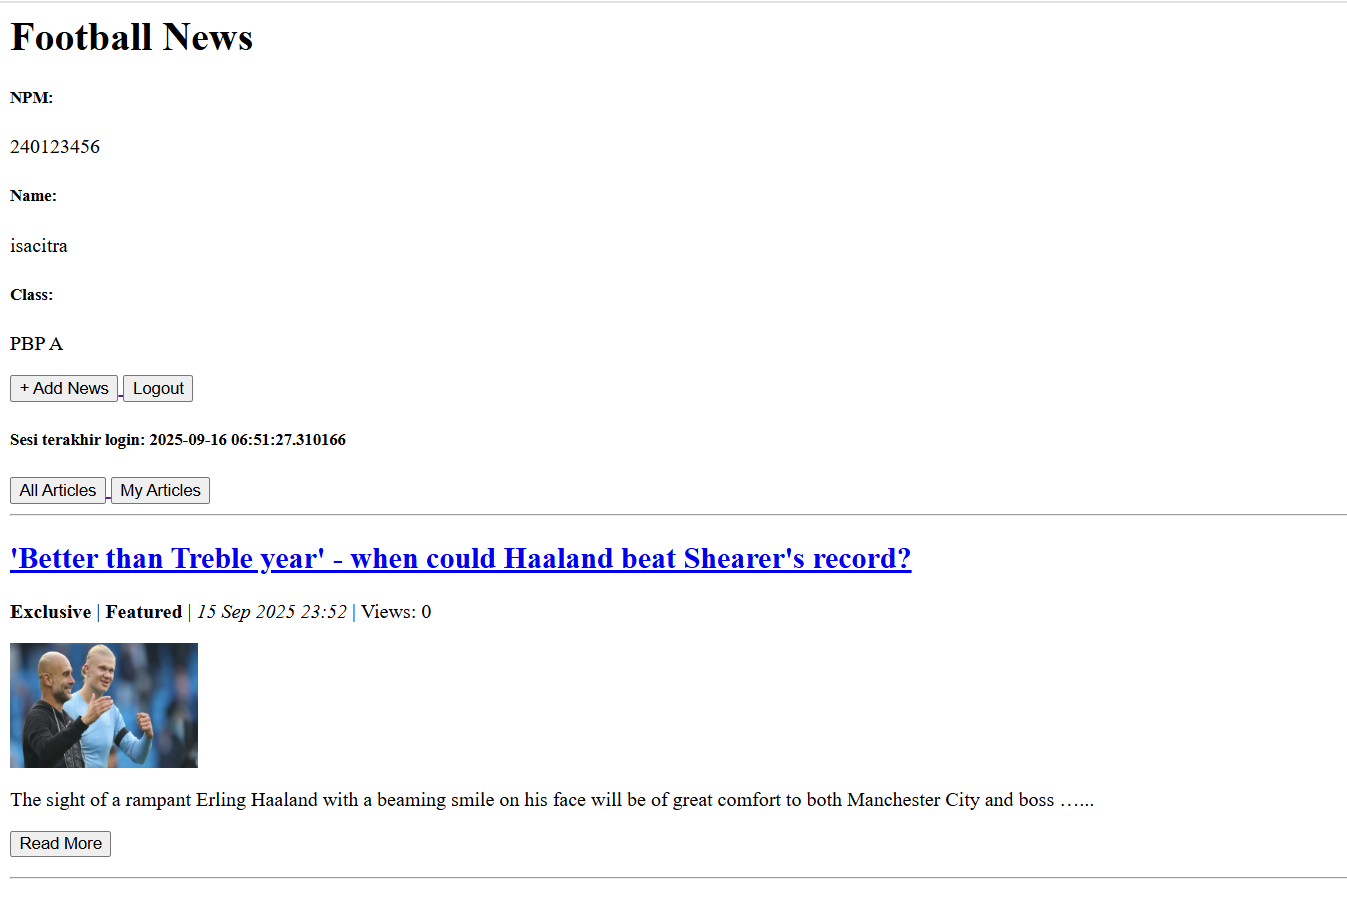 Football News
NPM:
240123456
Name:
isacitra
Class:
PBP A
+ Add News Logout
Sesi terakhir login: 2025-09-16 06:51:27.310166
All Articles My Articles
'Better than Treble year' - when could Haaland beat Shearer's record?
Exclusive | Featured | 15 Sep 2025 23:52 | Views: 0
The sight of a rampant Erling Haaland with a beaming smile on his face will be of great comfort to both Manchester City and boss …...
Read More